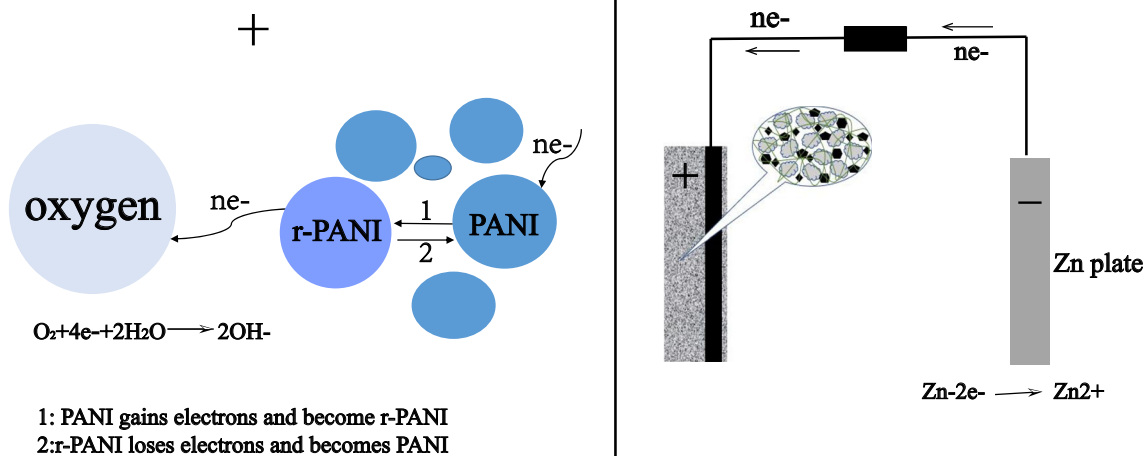 +
oxygen
ne-
r-PANI
1
2
PANI
ne-
O₂+4e-+2H₂O → 2OH-
1: PANI gains electrons and become r-PANI
2:r-PANI loses electrons and becomes PANI
ne-
ne-
+
−
Zn plate
Zn-2e- → Zn2+